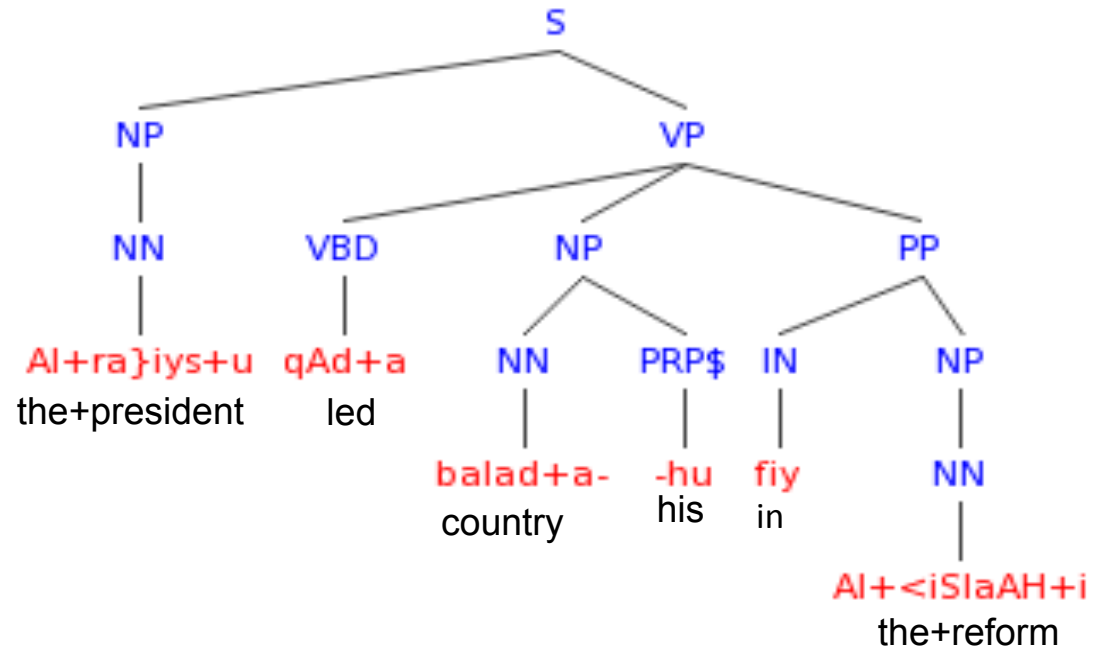 S
NP VP
NN VBD NP PP
Al+ra}iys+u qAd+a NN PRP$ IN NP
the+president led
balad+a- -hu fiy NN
country his in
Al+<iSlaAH+i
the+reform